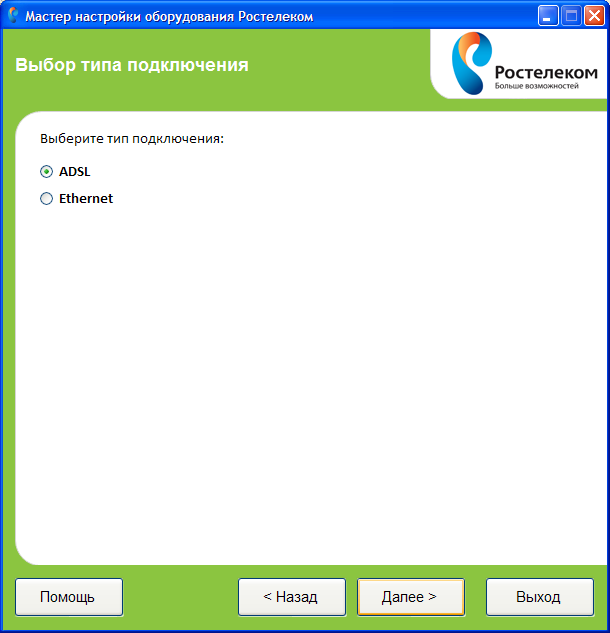 Мастер настройки оборудования Ростелеком
Выбор типа подключения
Ростелеком
Больше возможностей
Выберите тип подключения:
ADSL
Ethernet
Помощь
< Назад
Далее >
Выход